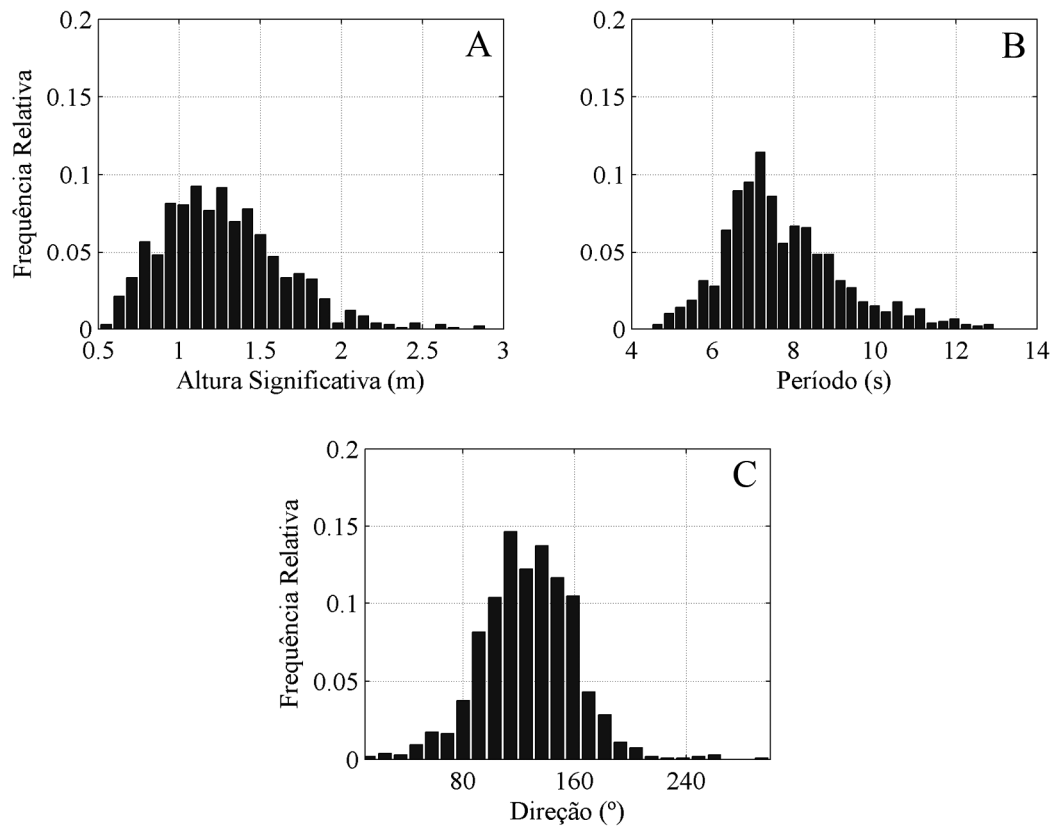 A
0.2
0.15
0.1
0.05
0
Frequência Relativa
0.5 1 1.5 2 2.5 3
Altura Significativa (m)
B
0.2
0.15
0.1
0.05
0
4 6 8 10 12 14
Período (s)
C
0.2
0.15
0.1
0.05
0
Frequência Relativa
80 160 240
Direção (º)